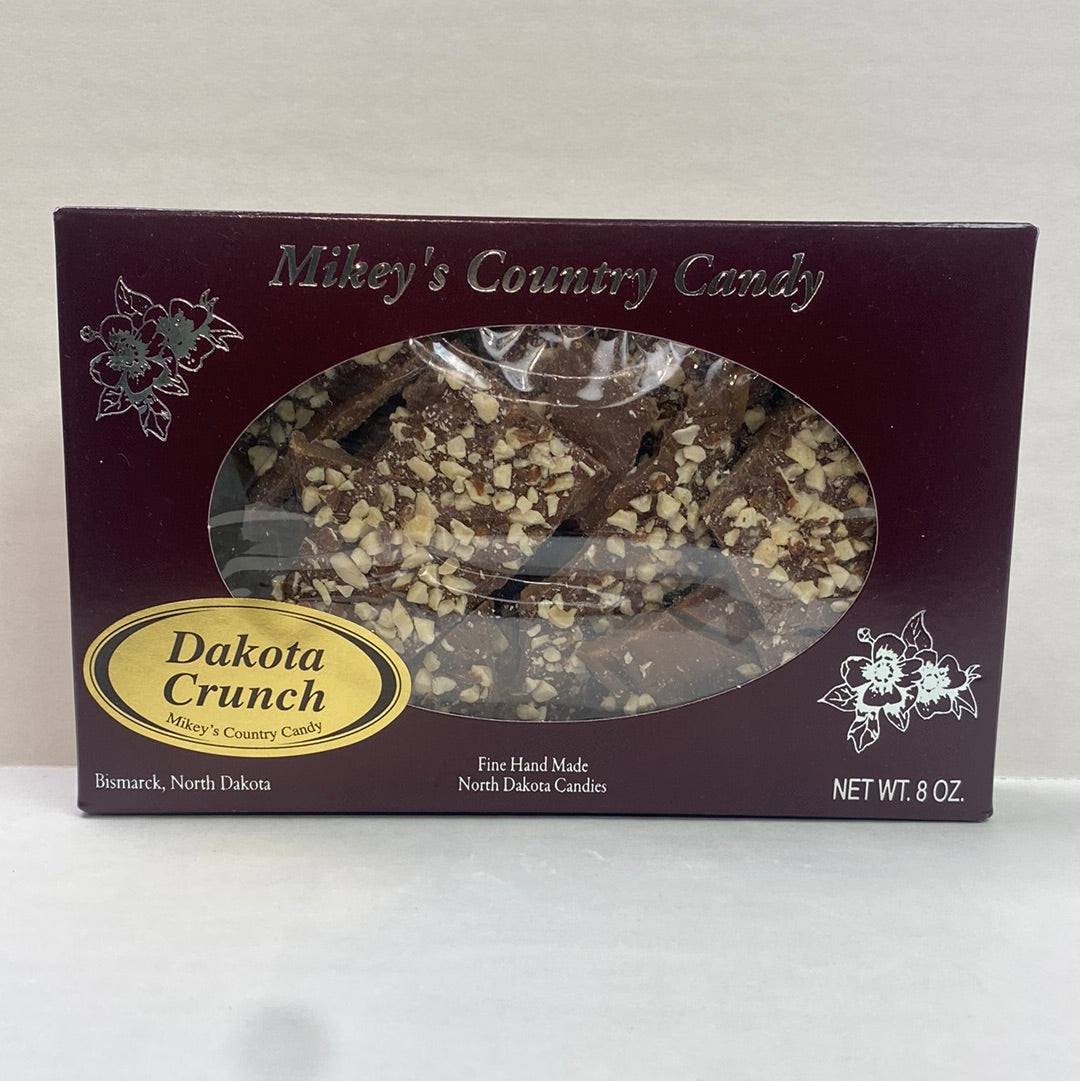 Mikey's Country Candy
Dakota
Crunch
Mikey's Country Candy
Bismarck, North Dakota
Fine Hand Made
North Dakota Candies
NET WT. 8 OZ.